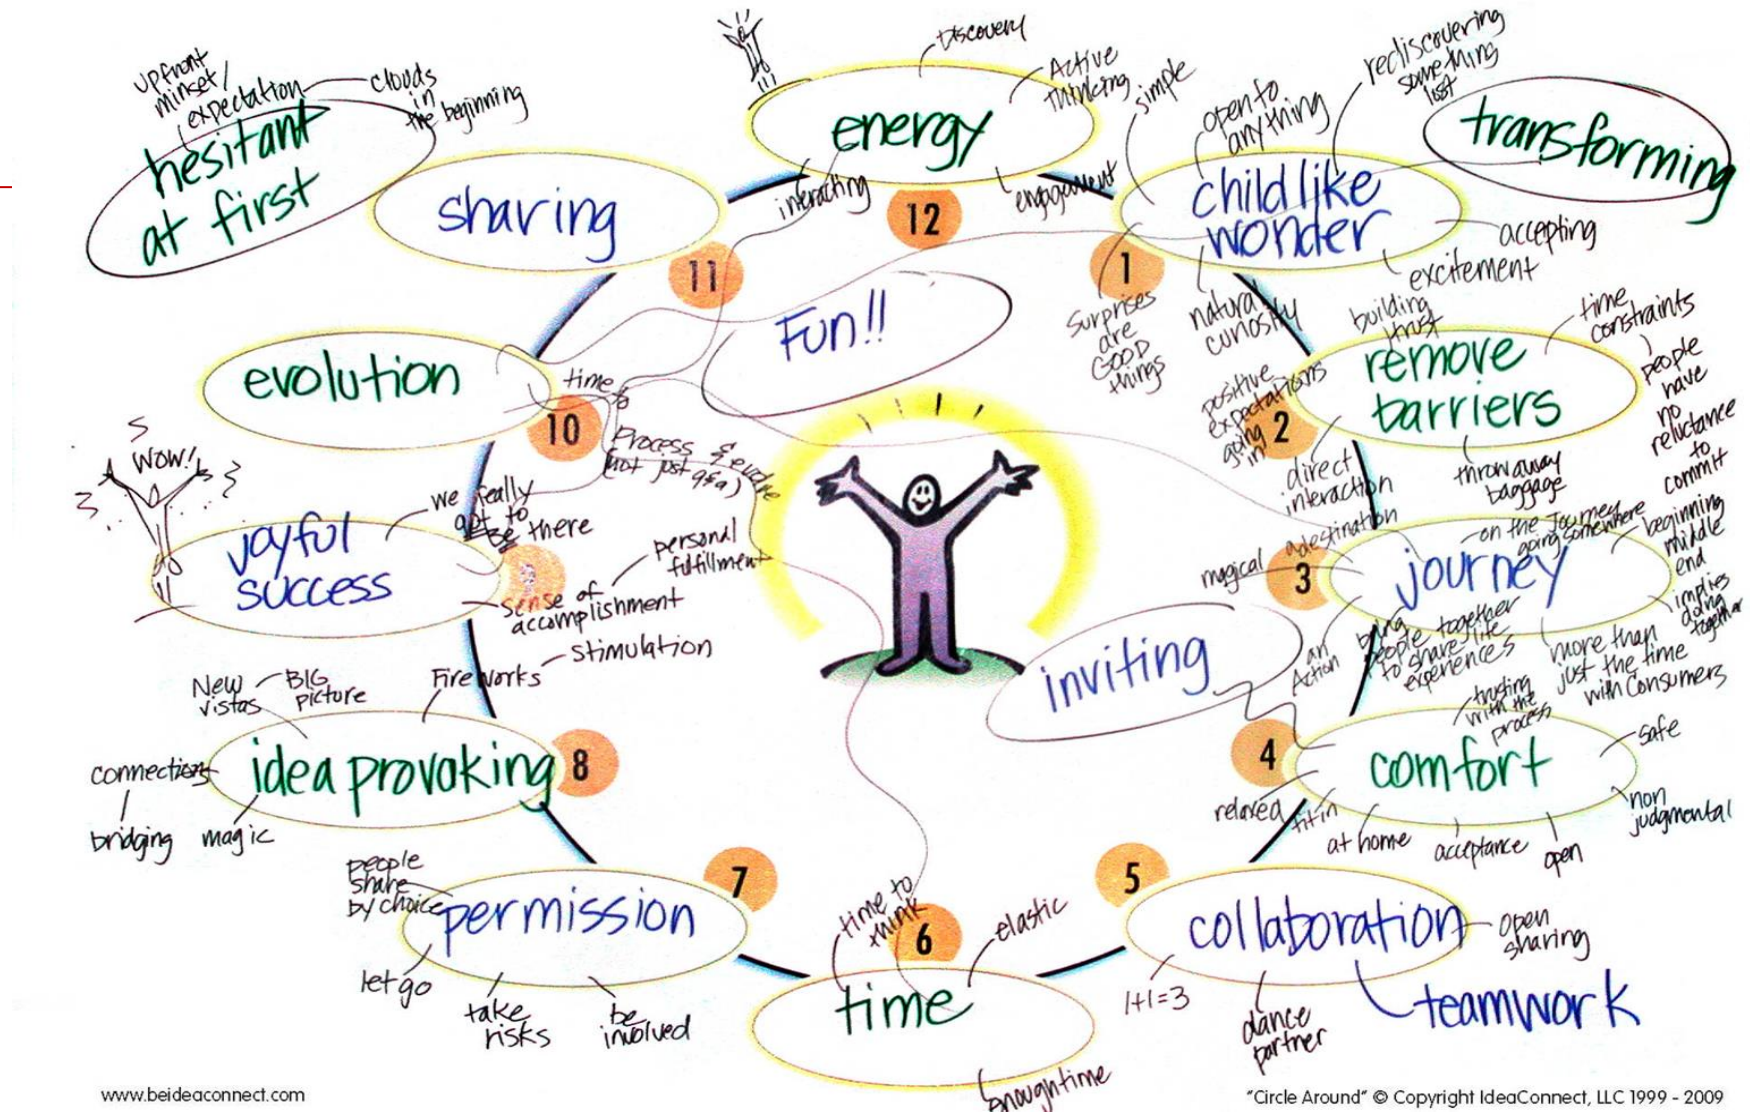 upfront
minset/
expectation
clouds
in
the beginning
hesitant
at first
sharing
Discovery
Active
thinking
energy
interacting
engagement
12
simple
open to
anything
rediscovering
something
lost
transforming
childlike
wonder
accepting
excitement
natural
curiosity
Surprises
are
GOOD
things
1
11
Fun!!
evolution
time
10
Process & evolve
(not just q&a)
building
trust
time
constraints
people
have
no
reluctance
to
commit
remove
barriers
positive
expectations
going
in
2
direct
interaction
throw away
baggage
WOW!
joyful
success
we really
got to
be there
personal
fulfillment
sense of
accomplishment
stimulation
Fireworks
a destination
magical
3
on the Journey
going somewhere
beginning
middle
end
journey
implies
doing
together
bring
people together
to share life
experiences
more than
just the time
with Consumers
an
Action
inviting
New
vistas
BIG
picture
idea provoking
8
connections
bridging
magic
trusting
with the
process
safe
4
comfort
relaxed
fit in
at home
acceptance
open
non
judgmental
people
share
by choice
permission
7
let go
take
risks
be
involved
time to
think
6
elastic
time
enough time
5
collaboration
open
sharing
1+1=3
dance
partner
teamwork
www.beideaconnect.com
"Circle Around" © Copyright IdeaConnect, LLC 1999 - 2009